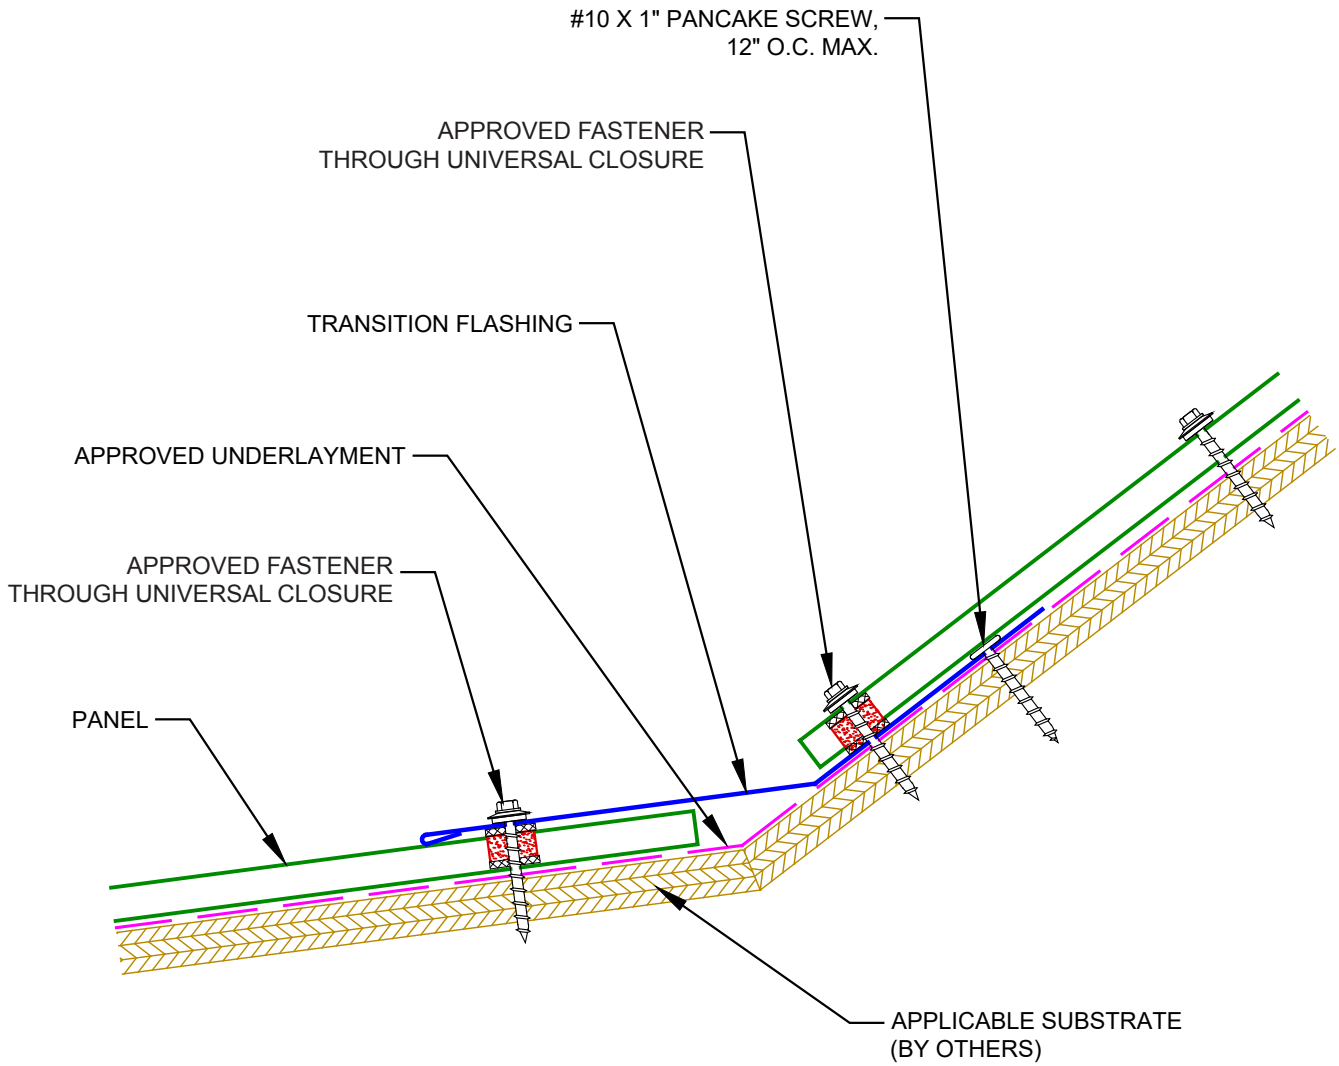 #10 X 1" PANCAKE SCREW,
12" O.C. MAX.
APPROVED FASTENER
THROUGH UNIVERSAL CLOSURE
TRANSITION FLASHING
APPROVED UNDERLAYMENT
APPROVED FASTENER
THROUGH UNIVERSAL CLOSURE
PANEL
APPLICABLE SUBSTRATE
(BY OTHERS)